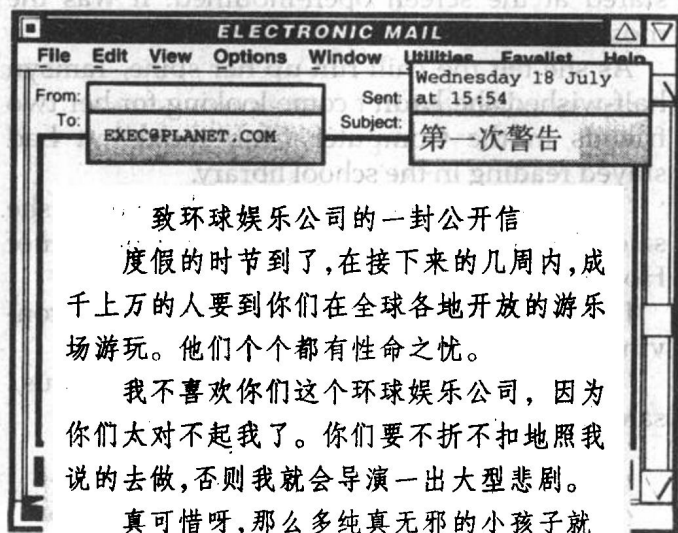 ELECTRONIC MAIL
File Edit View Options Window Utilities Favelist Help
From:
To: EXEC@PLANET.COM
Sent: Wednesday 18 July
at 15:54
Subject: 第一次警告
致环球娱乐公司的一封公开信
度假的时节到了,在接下来的几周内,成
千上万的人要到你们在全球各地开放的游乐
场游玩。他们个个都有性命之忧。
我不喜欢你们这个环球娱乐公司,因为
你们太对不起我了。你们要不折不扣地照我
说的去做,否则我就会导演一出大型悲剧。
真可惜呀,那么多纯真无邪的小孩子就